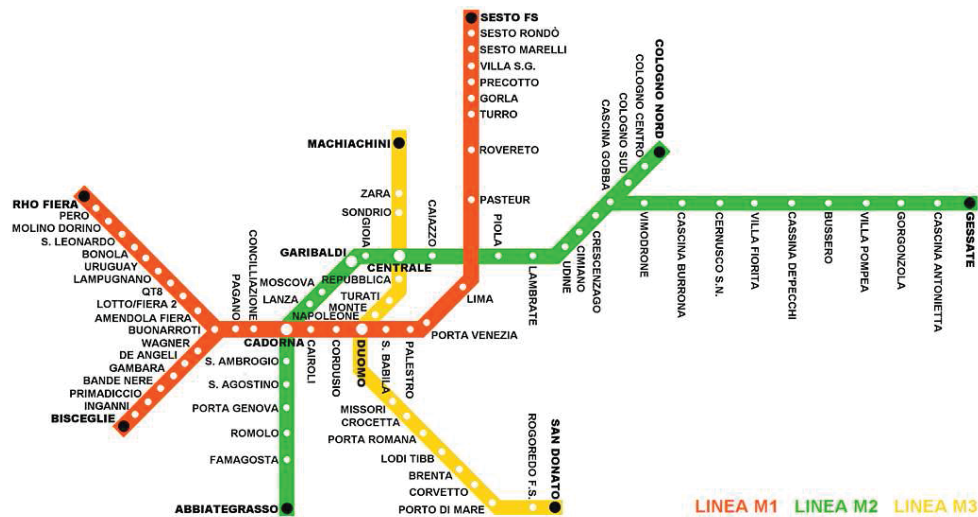 SESTO FS
SESTO RONDÒ
SESTO MARELLI
VILLA S.G.
PRECOTTO
GORLA
TURRO
ROVERETO
PASTEUR
LIMA
PORTA VENEZIA
MACHIACHINI
ZARA
SONDRIO
CENTRALE
REPUBBLICA
TURATI
MONTE
NAPOLEONE
DUOMO
MISSORI
CROCETTA
PORTA ROMANA
LODI TIBB
BRENTA
CORVETTO
PORTO DI MARE
ROGOREDO F.S.
SAN DONATO
RHO FIERA
PERO
MOLINO DORINO
S. LEONARDO
BONOLA
URUGUAY
LAMPUGNANO
QT8
LOTTO/FIERA 2
AMENDOLA FIERA
BUONARROTI
WAGNER
DE ANGELI
GAMBARA
BANDE NERE
PRIMADICCIO
INGANNI
BISCEGLIE
PAGANO
CONCILLIAZIONE
CADORNA
CAIROLI
CORDUSIO
S. BABILA
PALESTRO
GARIBALDI
MOSCOVA
LANZA
S. AMBROGIO
S. AGOSTINO
PORTA GENOVA
ROMOLO
FAMAGOSTA
ABBIATEGRASSO
GIOIA
CAIAZZO
PIOLA
LAMBRATE
UDINE
CIMIANO
CRESCENZAGO
CASCINA GOBBA
COLOGNO SUD
COLOGNO CENTRO
COLOGNO NORD
VIMODRONE
CASCINA BURRONA
CERNUSCO S.N.
VILLA FIORITA
CASSINA DE'PECCHI
BUSSERO
VILLA POMPEA
GORGONZOLA
CASCINA ANTONIETTA
GESSATE
LINEA M1 LINEA M2 LINEA M3